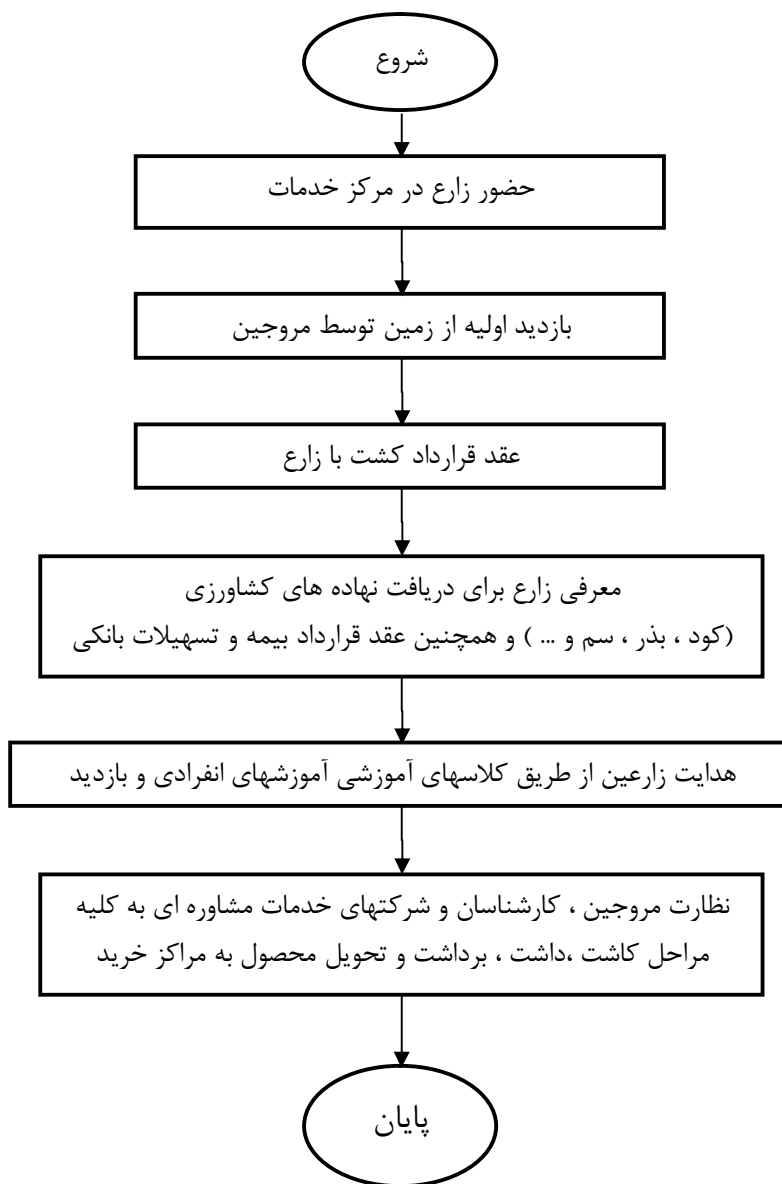 شروع
حضور زارع در مرکز خدمات
بازدید اولیه از زمین توسط مروجین
عقد قرارداد کشت با زارع
معرفی زارع برای دریافت نهاده های کشاورزی
(کود ، بذر ، سم و ... ) و همچنین عقد قرارداد بیمه و تسهیلات بانکی
هدایت زارعین از طریق کلاسهای آموزشی آموزشهای انفرادی و بازدید
نظارت مروجین ، کارشناسان و شرکتهای خدمات مشاوره ای به کلیه
مراحل کاشت ،داشت ، برداشت و تحویل محصول به مراکز خرید
پایان